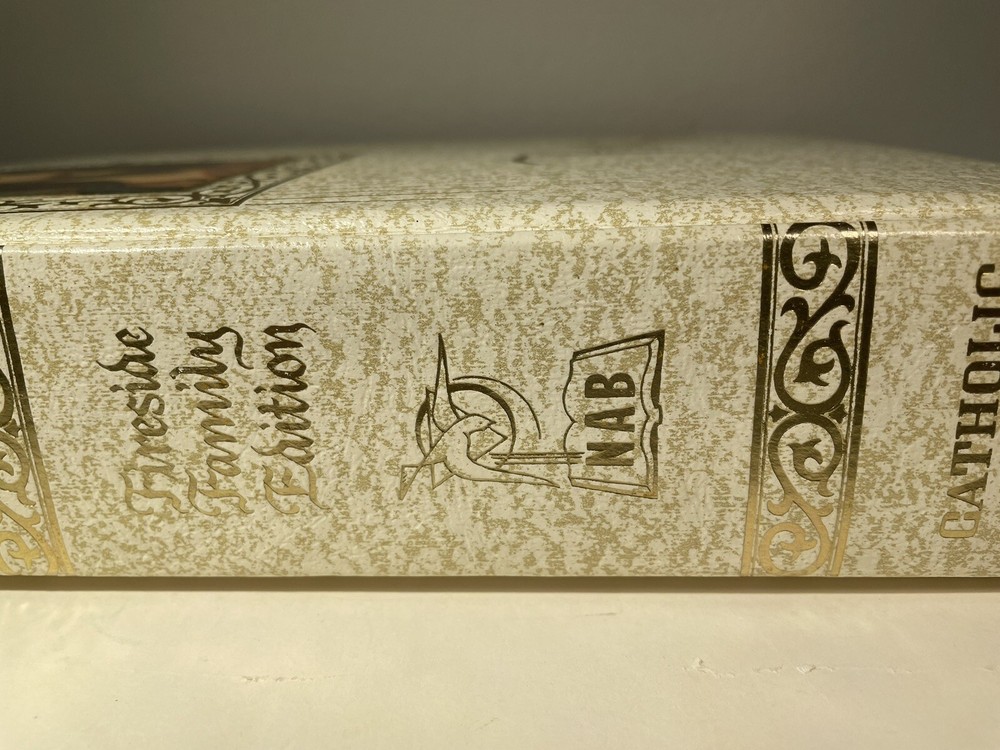 CATHOLIC
NAB
Fireside
Family
Edition